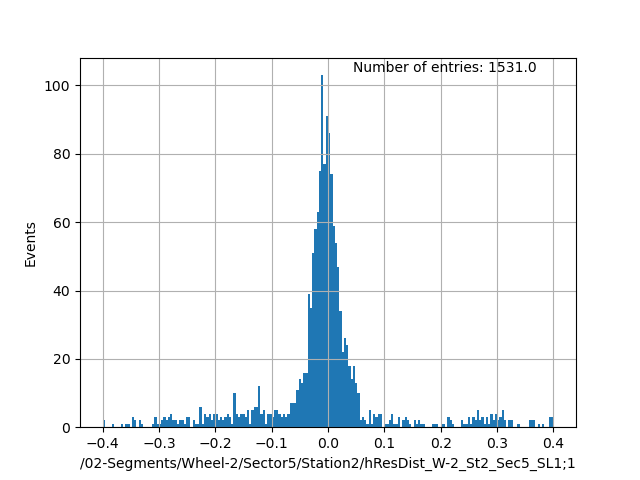 Number of entries: 1531.0
100
80
60
40
20
0
Events
−0.4 −0.3 −0.2 −0.1 0.0 0.1 0.2 0.3 0.4
/02-Segments/Wheel-2/Sector5/Station2/hResDist_W-2_St2_Sec5_SL1;1